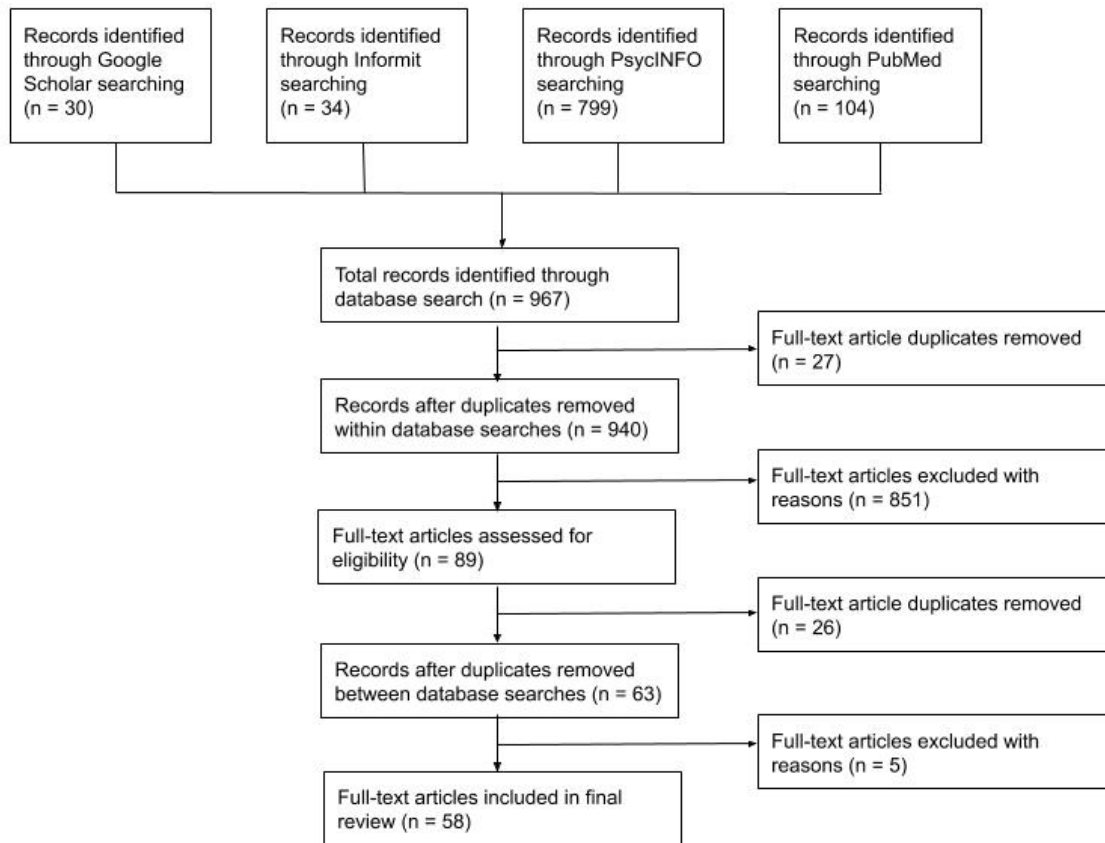 Records identified
through Google
Scholar searching
(n = 30)
Records identified
through Informit
searching
(n = 34)
Records identified
through PsycINFO
searching
(n = 799)
Records identified
through PubMed
searching
(n = 104)
Total records identified through
database search (n = 967)
Full-text article duplicates removed
(n = 27)
Records after duplicates removed
within database searches (n = 940)
Full-text articles excluded with
reasons (n = 851)
Full-text articles assessed for
eligibility (n = 89)
Full-text article duplicates removed
(n = 26)
Records after duplicates removed
between database searches (n = 63)
Full-text articles excluded with
reasons (n = 5)
Full-text articles included in final
review (n = 58)